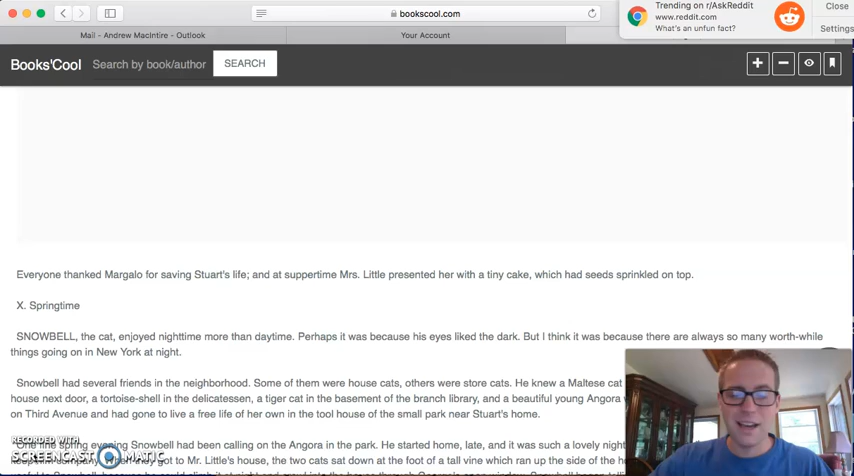 bookscool.com
Trending on r/AskReddit
www.reddit.com
What's an unfun fact?
Close
Settings
Mail - Andrew MacIntire - Outlook
Your Account
Books'Cool
Search by book/author
SEARCH
Everyone thanked Margalo for saving Stuart's life; and at suppertime Mrs. Little presented her with a tiny cake, which had seeds sprinkled on top.
X. Springtime
SNOWBELL, the cat, enjoyed nighttime more than daytime. Perhaps it was because his eyes liked the dark. But I think it was because there are always so many worth-while
things going on in New York at night.
Snowbell had several friends in the neighborhood. Some of them were house cats, others were store cats. He knew a Maltese cat
house next door, a tortoise-shell in the delicatessen, a tiger cat in the basement of the branch library, and a beautiful young Angora
on Third Avenue and had gone to live a free life of her own in the tool house of the small park near Stuart's home.
One fine spring evening Snowbell had been calling on the Angora in the park. He started home, late, and it was such a lovely night
they got to Mr. Little's house, the two cats sat down at the foot of a tall vine which ran up the side of the
RECORDED WITH
SCREENCAST MATIC